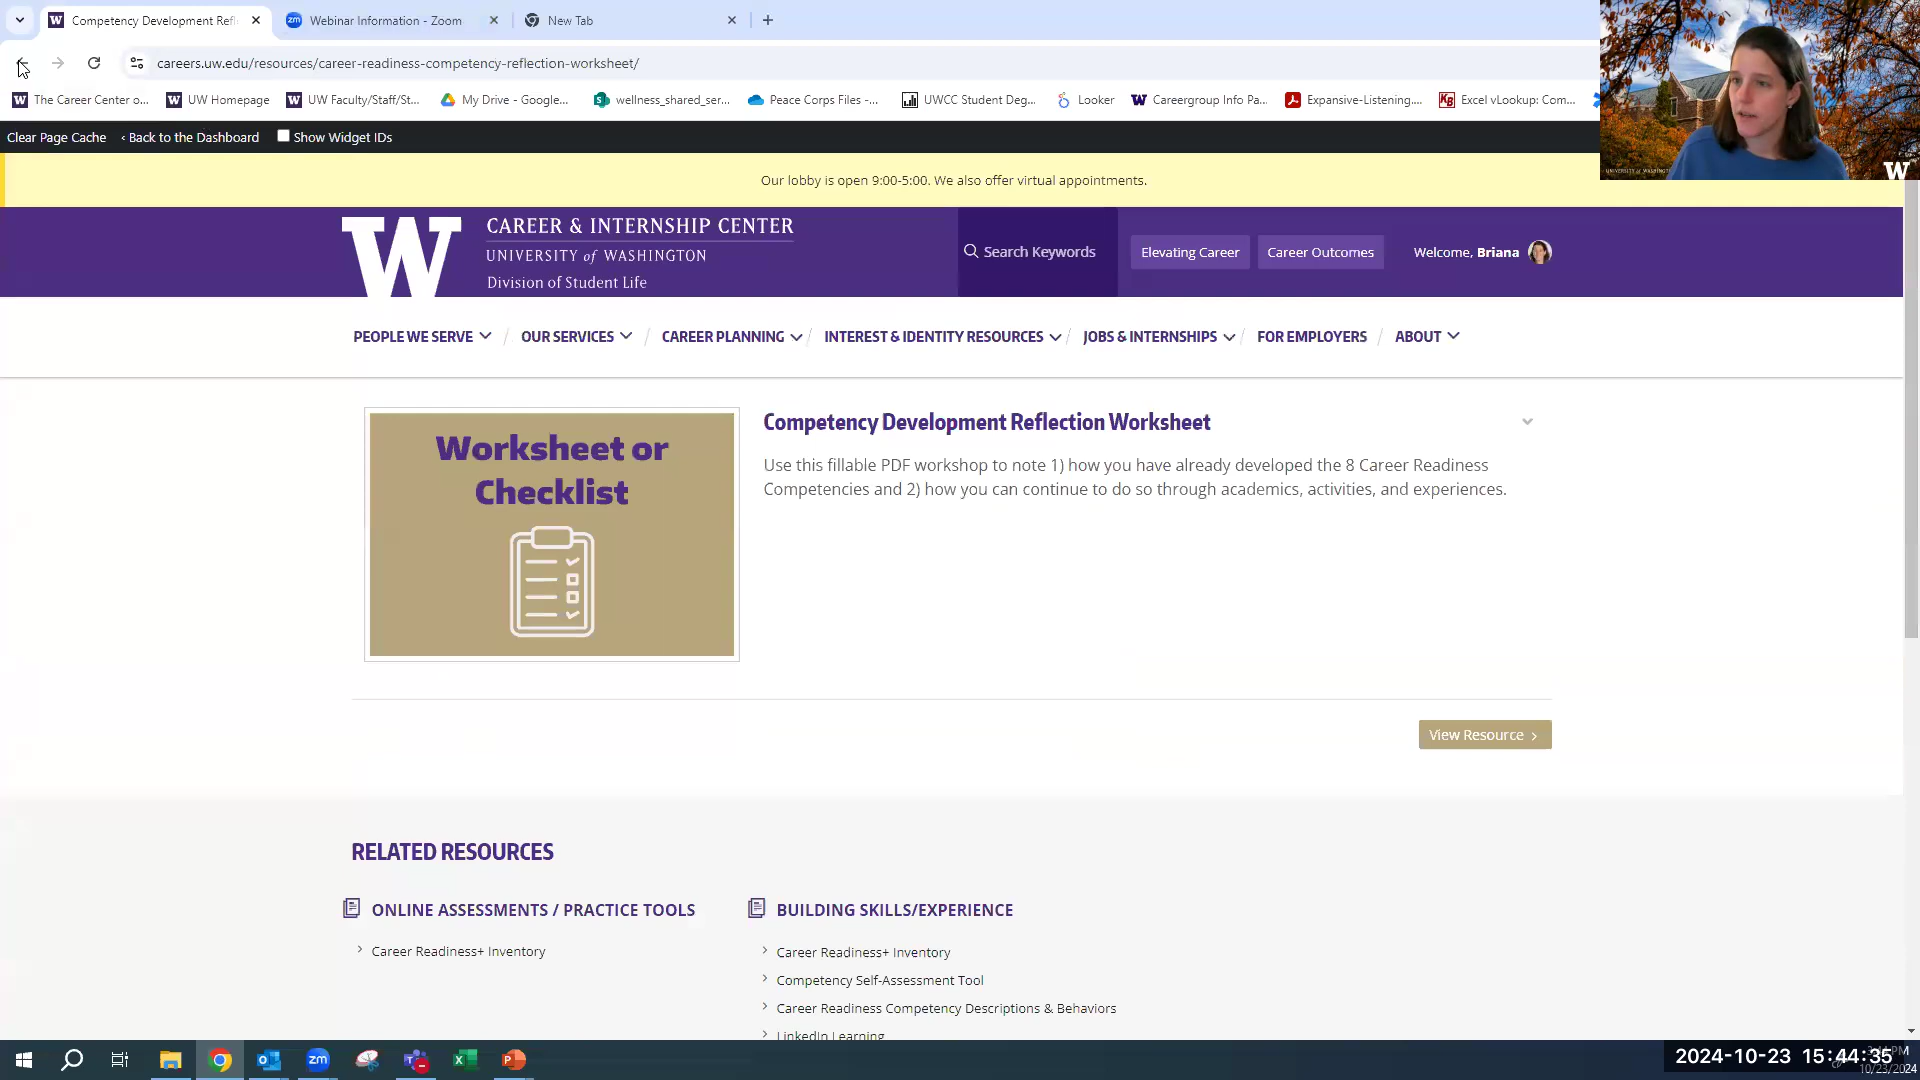 Competency Development Refl
Webinar Information - Zoom
New Tab
careers.uw.edu/resources/career-readiness-competency-reflection-worksheet/
The Career Center o...
UW Homepage
UW Faculty/Staff/St...
My Drive - Google...
wellness_shared_ser...
Peace Corps Files -...
UWCC Student Deg...
Looker
Careergroup Info Pa...
Expansive-Listening....
Excel vLookup: Com...
Clear Page Cache
‹ Back to the Dashboard
Show Widget IDs
W
Our lobby is open 9:00-5:00. We also offer virtual appointments.
W
CAREER & INTERNSHIP CENTER
UNIVERSITY of WASHINGTON
Division of Student Life
Search Keywords
Elevating Career
Career Outcomes
Welcome, Briana
PEOPLE WE SERVE
OUR SERVICES
CAREER PLANNING
INTEREST & IDENTITY RESOURCES
JOBS & INTERNSHIPS
FOR EMPLOYERS
ABOUT
Worksheet or
Checklist
Competency Development Reflection Worksheet
Use this fillable PDF workshop to note 1) how you have already developed the 8 Career Readiness
Competencies and 2) how you can continue to do so through academics, activities, and experiences.
View Resource
RELATED RESOURCES
ONLINE ASSESSMENTS / PRACTICE TOOLS
Career Readiness+ Inventory
BUILDING SKILLS/EXPERIENCE
Career Readiness+ Inventory
Competency Self-Assessment Tool
Career Readiness Competency Descriptions & Behaviors
LinkedIn Learning
2024-10-23 15:44:35
10/23/2024